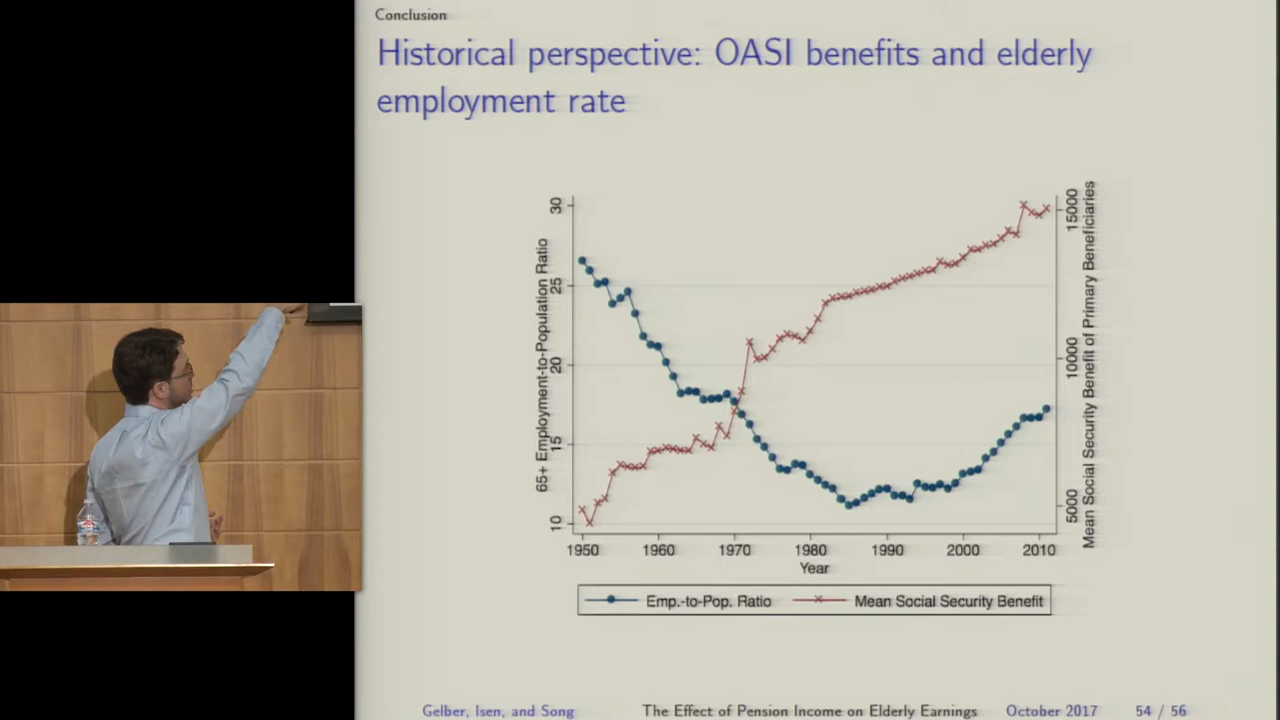 Conclusion
Historical perspective: OASI benefits and elderly
employment rate
65+ Employment-to-Population Ratio
30
25
20
15
10
15000
10000
5000
Mean Social Security Benefit of Primary Beneficiaries
1950 1960 1970 1980 1990 2000 2010
Year
Emp.-to-Pop. Ratio Mean Social Security Benefit
Gelber, Isen, and Song The Effect of Pension Income on Elderly Earnings October 2017 54 / 56